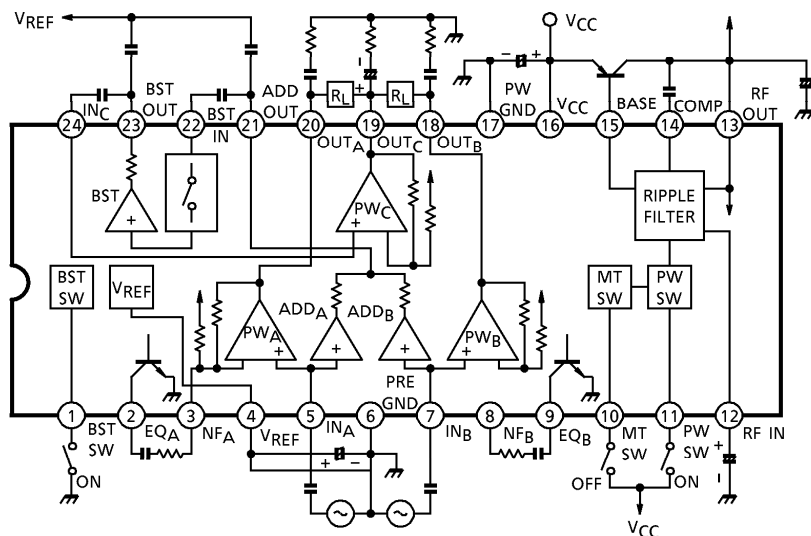 VREF
VCC
− +
INC
BST OUT
BST IN
ADD OUT
RL
+
RL
PW GND
VCC
BASE
COMP
RF OUT
24 23 22 21 20 19 18 17 16 15 14 13
OUTA OUTC OUTB
BST
+
PWC
+
RIPPLE FILTER
BST SW
VREF
MT SW
PW SW
PWA
+
ADDA
+
ADDB
+
PWB
+
PRE GND
1 2 3 4 5 6 7 8 9 10 11 12
BST SW
EQA
NFA
VREF
INA
INB
NFB
EQB
MT SW
PW SW
RF IN
ON
+ −
OFF
ON
+
VCC